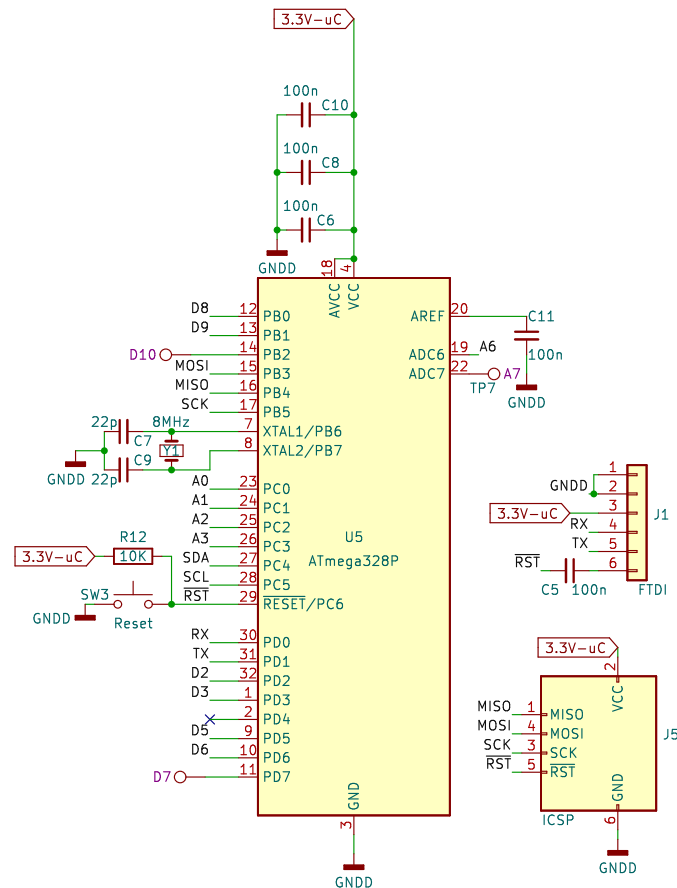 3.3V-uC
100n
C10
100n
C8
100n
C6
GNDD
18
4
AVCC
VCC
D8 12 PB0
D9 13 PB1
D10 14 PB2
MOSI 15 PB3
MISO 16 PB4
SCK 17 PB5
22p 8MHz 7 XTAL1/PB6
C7
Y1 8 XTAL2/PB7
C9
GNDD 22p
A0 23 PC0
A1 24 PC1
A2 25 PC2
A3 26 PC3
SDA 27 PC4
SCL 28 PC5
RST 29 RESET/PC6
R12
3.3V-uC 10K
SW3
GNDD Reset
RX 30 PD0
TX 31 PD1
D2 32 PD2
D3 1 PD3
2 PD4
D5 9 PD5
D6 10 PD6
D7 11 PD7
U5
ATmega328P
AREF 20
ADC6 19 A6
ADC7 22 A7
TP7
C11
100n
GNDD
GND
3
GNDD
1
GNDD 2
3.3V-uC 3
RX 4
TX 5
RST 6
C5 100n
J1
FTDI
3.3V-uC
2
VCC
MISO 1 MISO
MOSI 4 MOSI
SCK 3 SCK
RST 5 RST
J5
GND
ICSP 6
GNDD